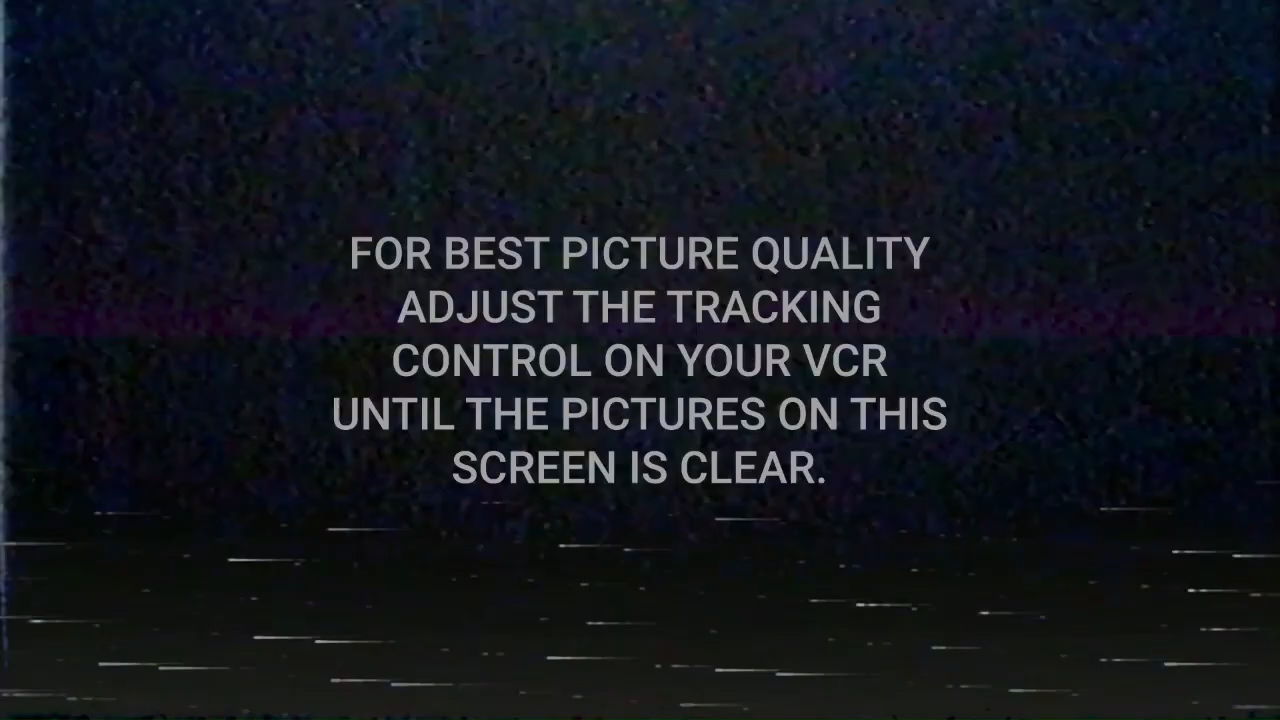 FOR BEST PICTURE QUALITY
ADJUST THE TRACKING
CONTROL ON YOUR VCR
UNTIL THE PICTURES ON THIS
SCREEN IS CLEAR.